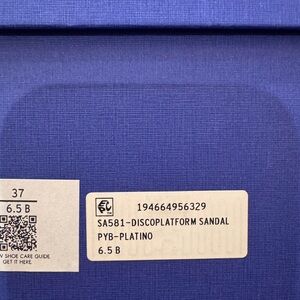 37
6.5 B
W SHOE CARE GUIDE
GET IT HERE
194664956329
SA581-DISCOPLATFORM SANDAL
PYB-PLATINO
6.5 B